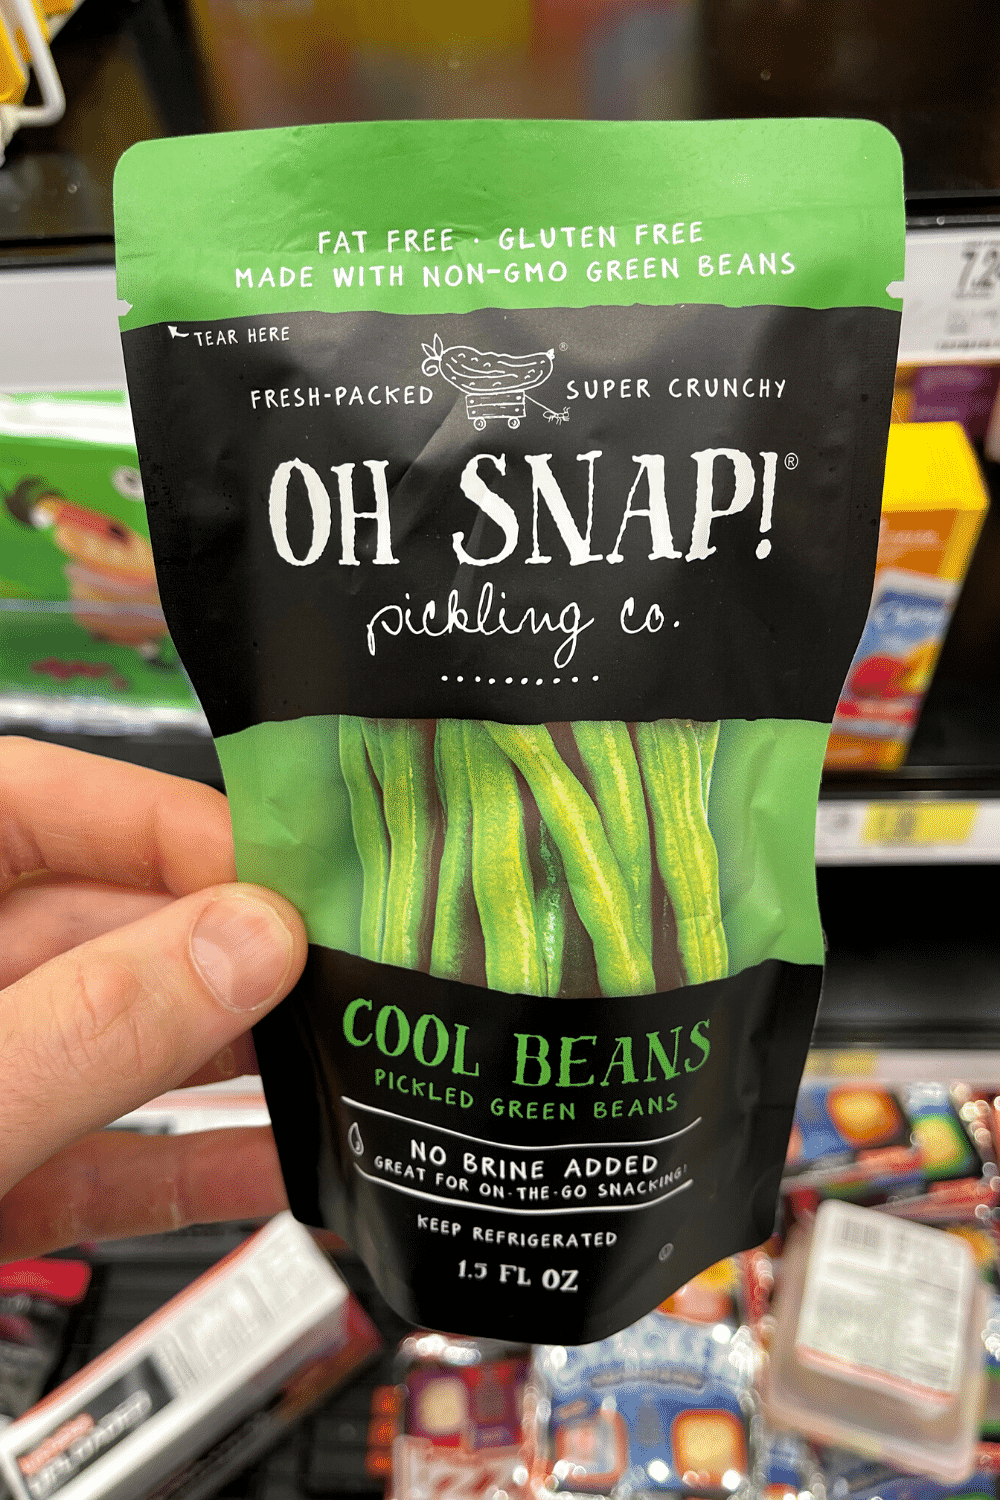 FAT FREE · GLUTEN FREE
MADE WITH NON-GMO GREEN BEANS
TEAR HERE
FRESH-PACKED SUPER CRUNCHY
OH SNAP!®
pickling co.
COOL BEANS
PICKLED GREEN BEANS
NO BRINE ADDED
GREAT FOR ON-THE-GO SNACKING!
KEEP REFRIGERATED
1.5 FL OZ